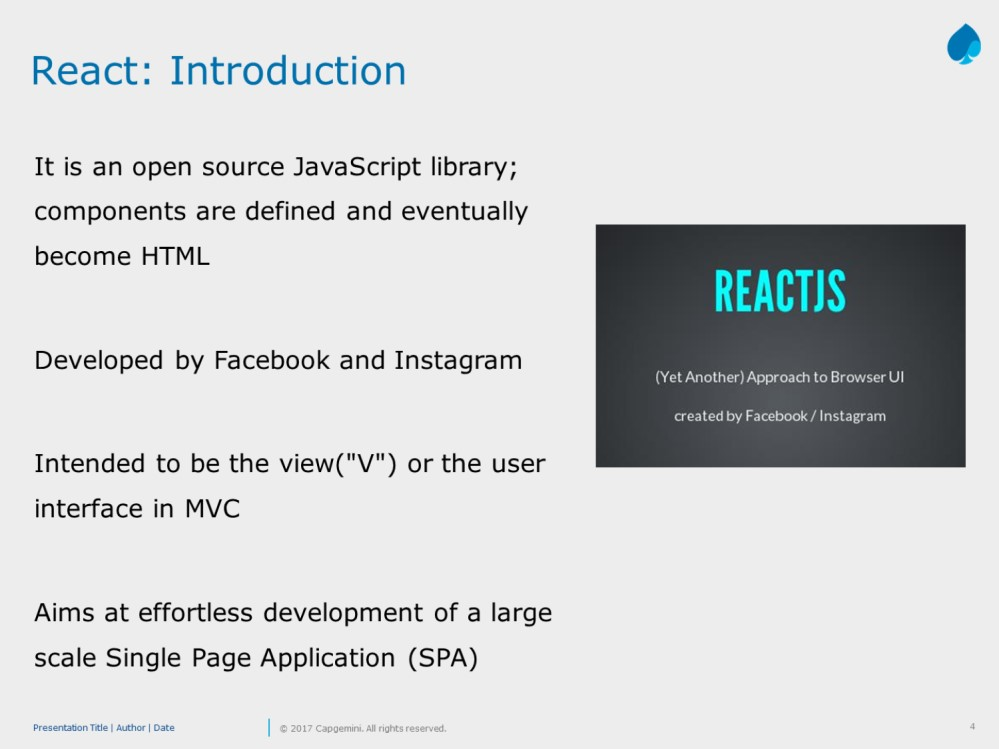 React: Introduction
It is an open source JavaScript library;
components are defined and eventually
become HTML
Developed by Facebook and Instagram
Intended to be the view("V") or the user
interface in MVC
Aims at effortless development of a large
scale Single Page Application (SPA)
REACTJS
(Yet Another) Approach to Browser UI
created by Facebook / Instagram
Presentation Title | Author | Date
© 2017 Capgemini. All rights reserved.
4